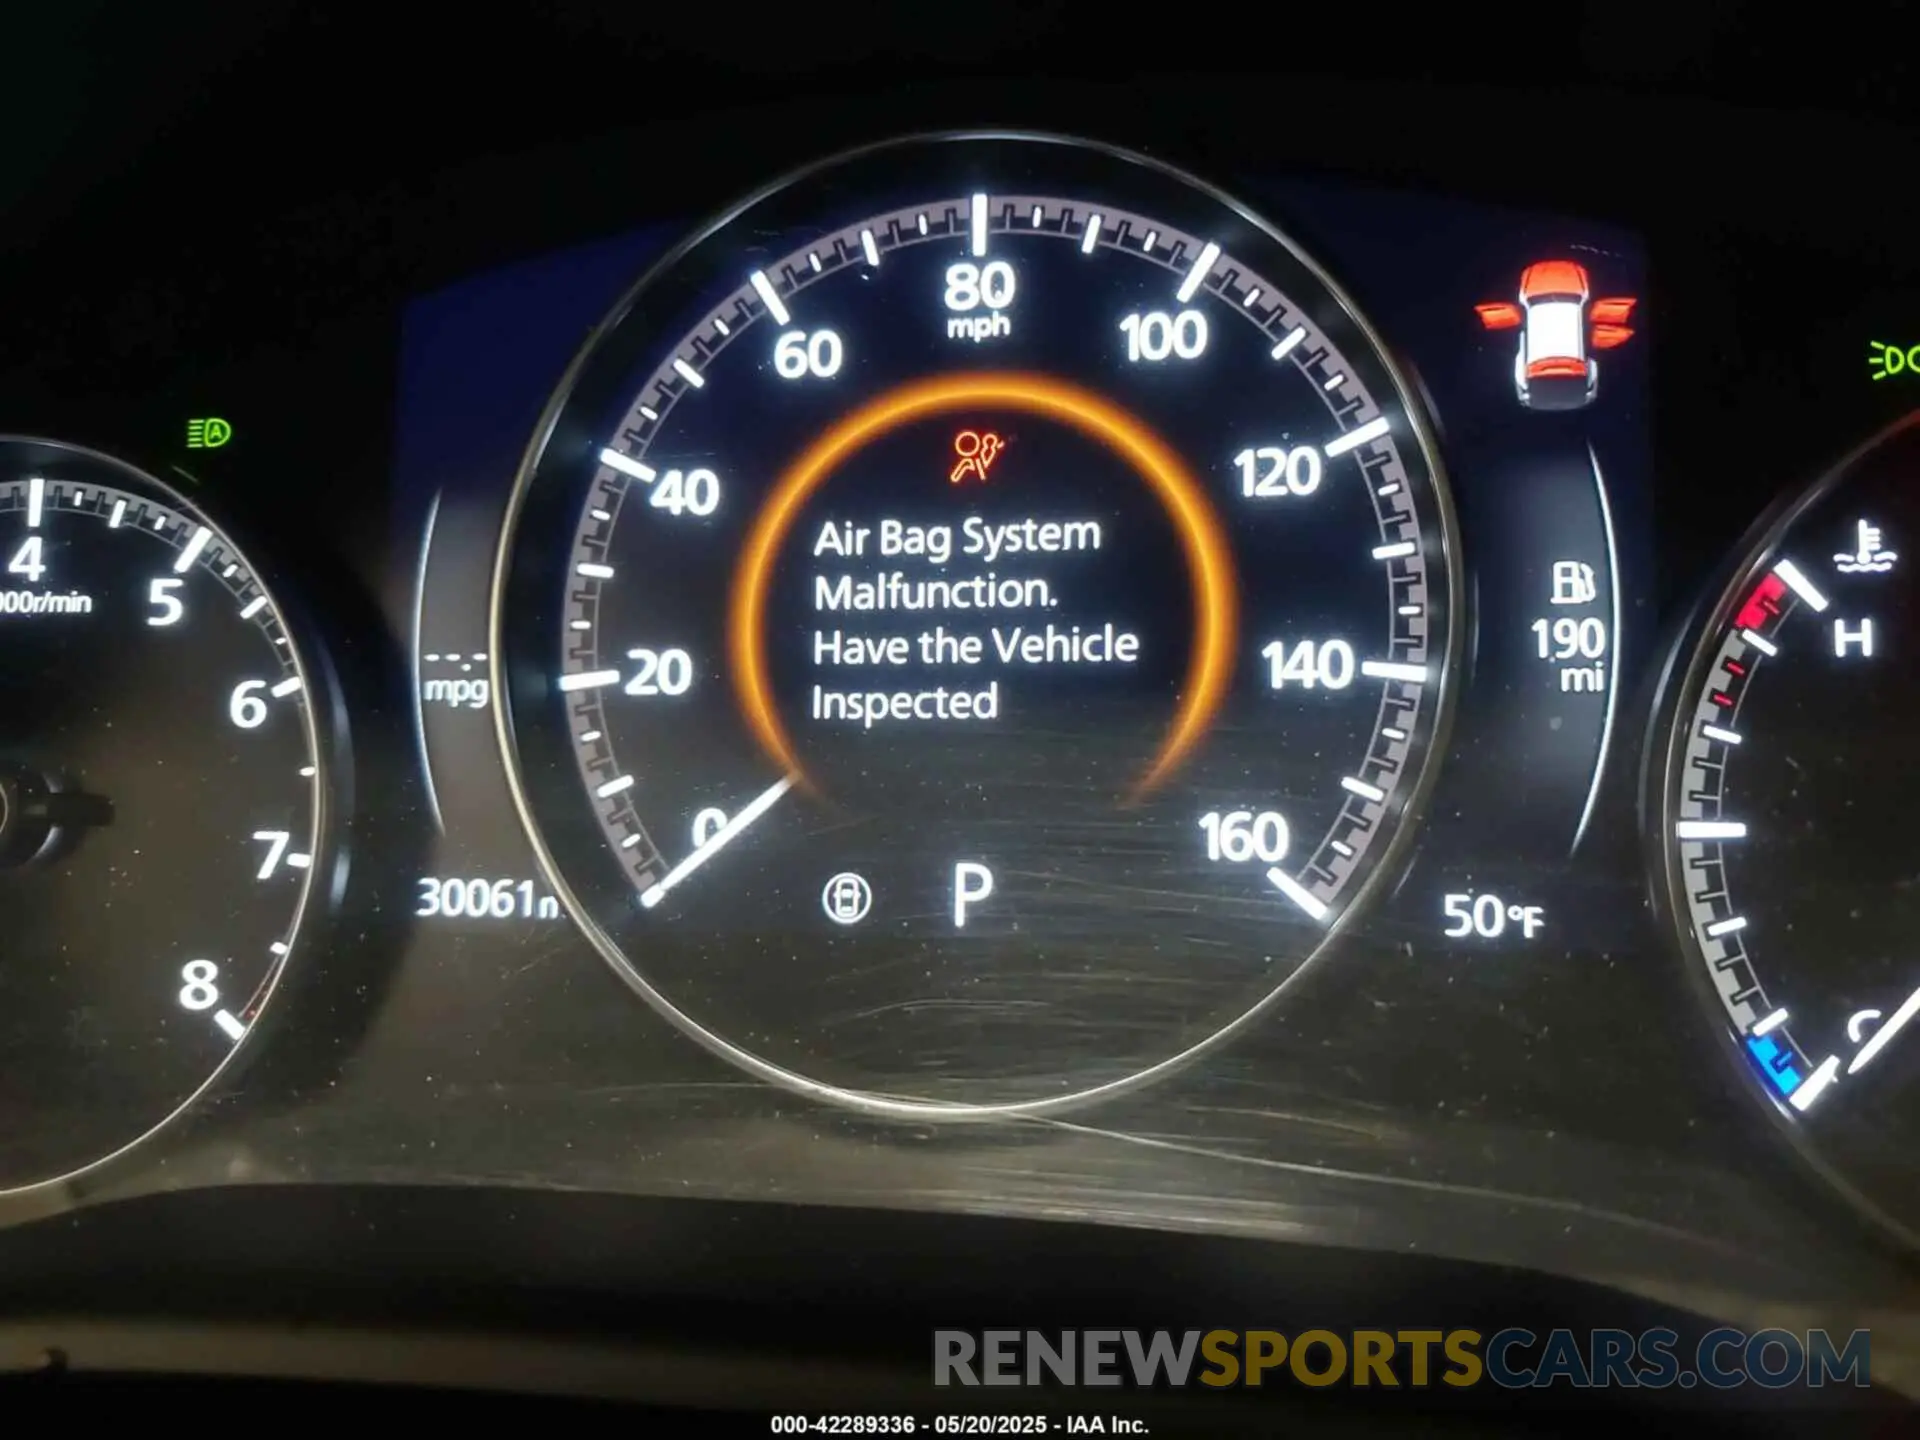 80
mph
60
100
40
120
20
140
0
160
Air Bag System
Malfunction.
Have the Vehicle
Inspected
A
4
5
6
7
8
mpg
30061
P
190
mi
50°F
H
C
RENEWSPORTSCARS.COM
000-42289336 - 05/20/2025 - IAA Inc.